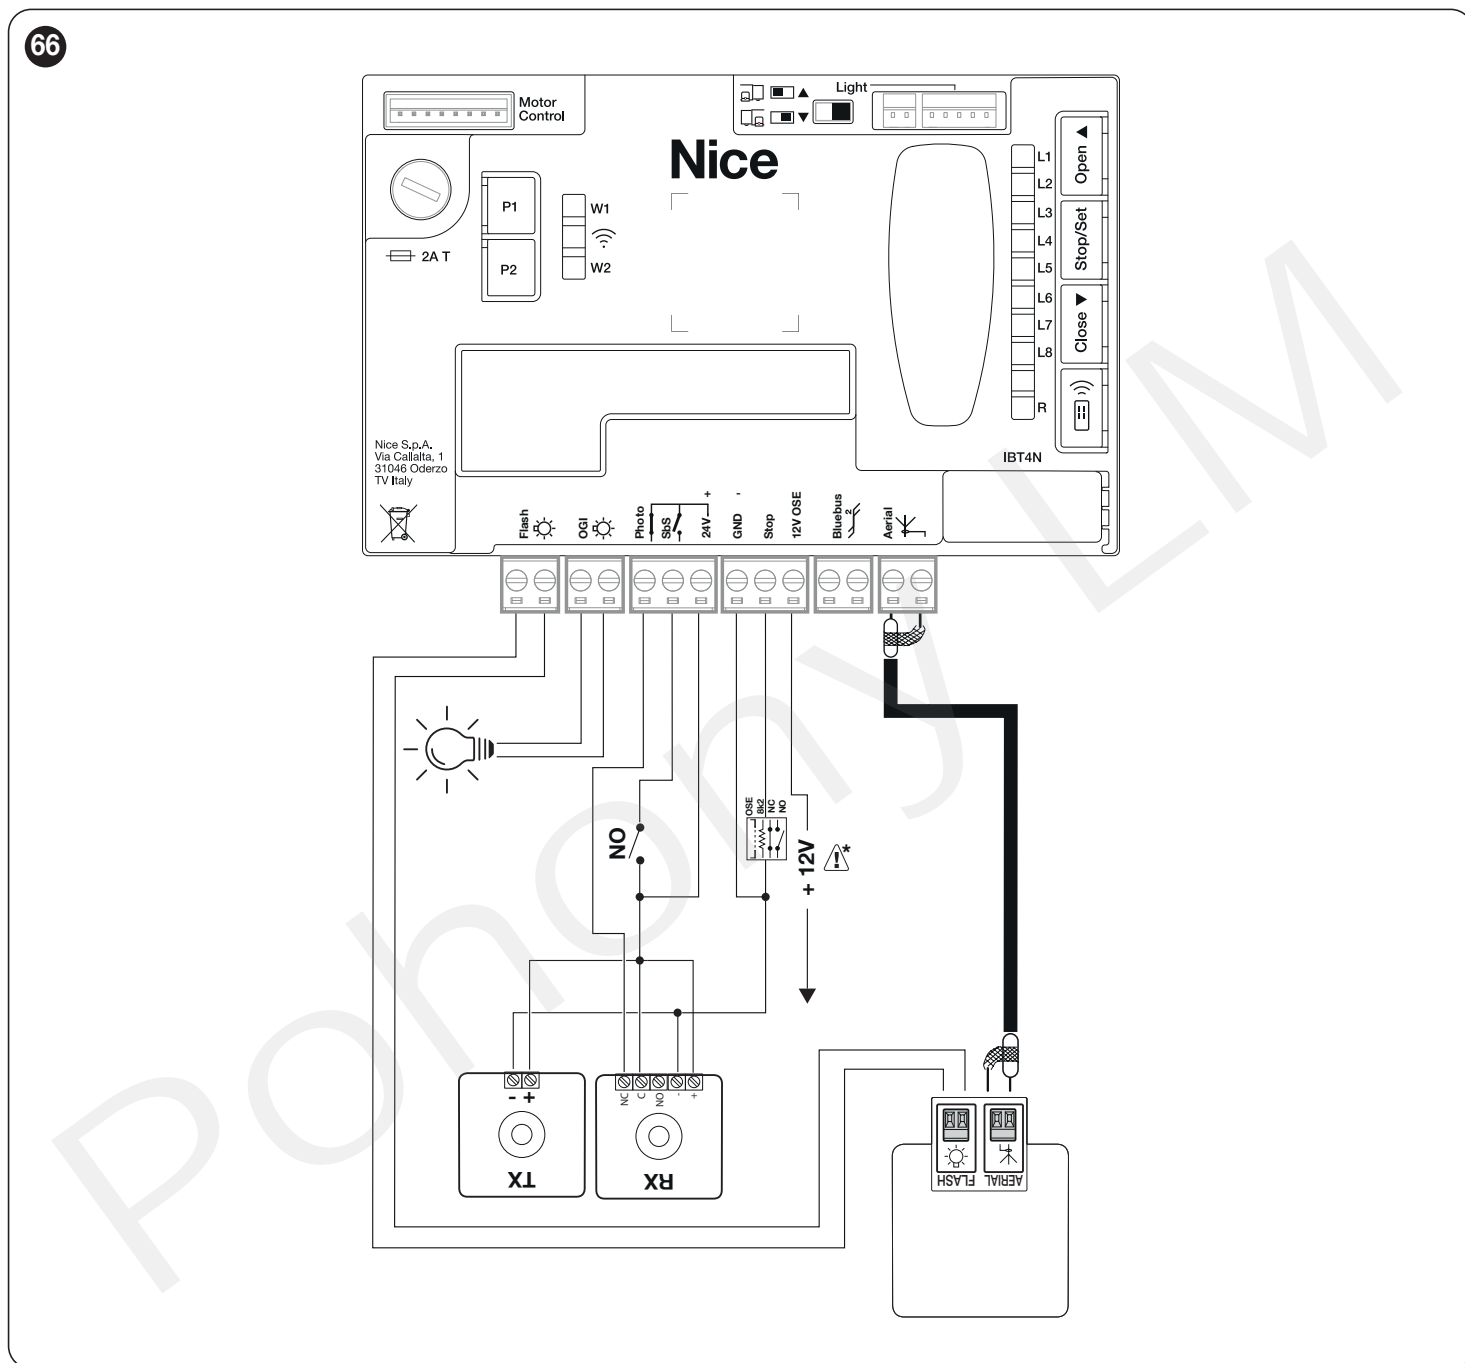 66
Motor
Control
Light
Nice
2A T
P1
P2
W1
W2
L1
L2
L3
L4
L5
L6
L7
L8
R
Open ▲
Stop/Set
Close ▼
IBT4N
Nice S.p.A.
Via Callalta, 1
31046 Oderzo
TV Italy
Flash
OGI
Photo
SbS
24V +
GND -
Stop
12V OSE
Bluebus
2
Aerial
NO
OSE
8k2
NC
NO
+ 12V
*
- +
TX
NC
C
NO
-
+
RX
FLASH
AERIAL
Pohony LM